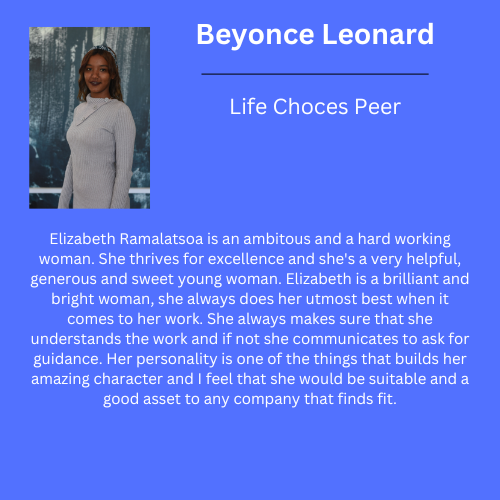 Beyonce Leonard
Life Choces Peer
Elizabeth Ramalatsoa is an ambitous and a hard working
woman. She thrives for excellence and she's a very helpful,
generous and sweet young woman. Elizabeth is a brilliant and
bright woman, she always does her utmost best when it
comes to her work. She always makes sure that she
understands the work and if not she communicates to ask for
guidance. Her personality is one of the things that builds her
amazing character and I feel that she would be suitable and a
good asset to any company that finds fit.